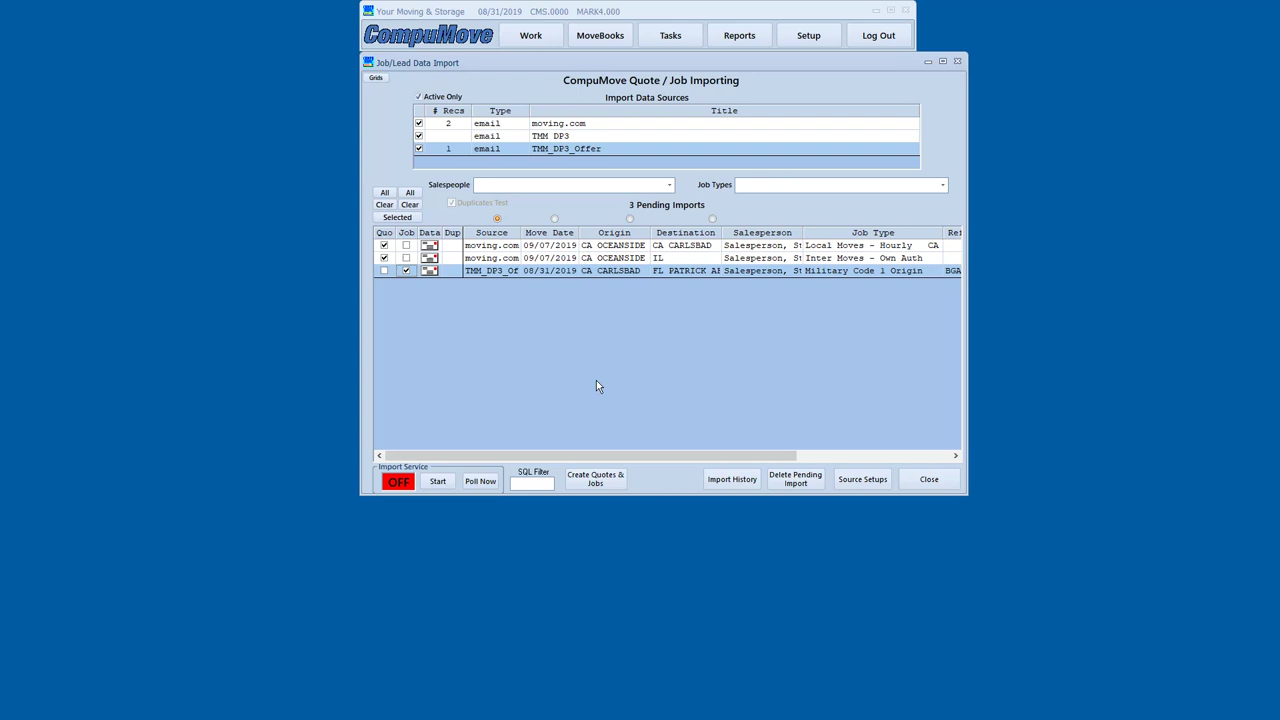 Your Moving & Storage 08/31/2019 CMS.0000 MARK4.000
CompuMove Work MoveBooks Tasks Reports Setup Log Out
Job/Lead Data Import
Grids
CompuMove Quote / Job Importing
Active Only Import Data Sources
# Recs Type Title
2 email moving.com
email TMM DP3
1 email TMM_DP3_Offer
Salespeople Job Types
All All
Clear Clear Duplicates Test 3 Pending Imports
Selected
Quo Job Data Dup Source Move Date Origin Destination Salesperson Job Type Ref
moving.com 09/07/2019 CA OCEANSIDE CA CARLSBAD Salesperson, St Local Moves - Hourly CA
moving.com 09/07/2019 CA OCEANSIDE IL Salesperson, St Inter Moves - Own Auth
TMM_DP3_Of 08/31/2019 CA CARLSBAD FL PATRICK AF Salesperson, St Military Code 1 Origin BGA
Import Service
OFF Start Poll Now
SQL Filter
Create Quotes & Jobs
Import History
Delete Pending Import
Source Setups
Close